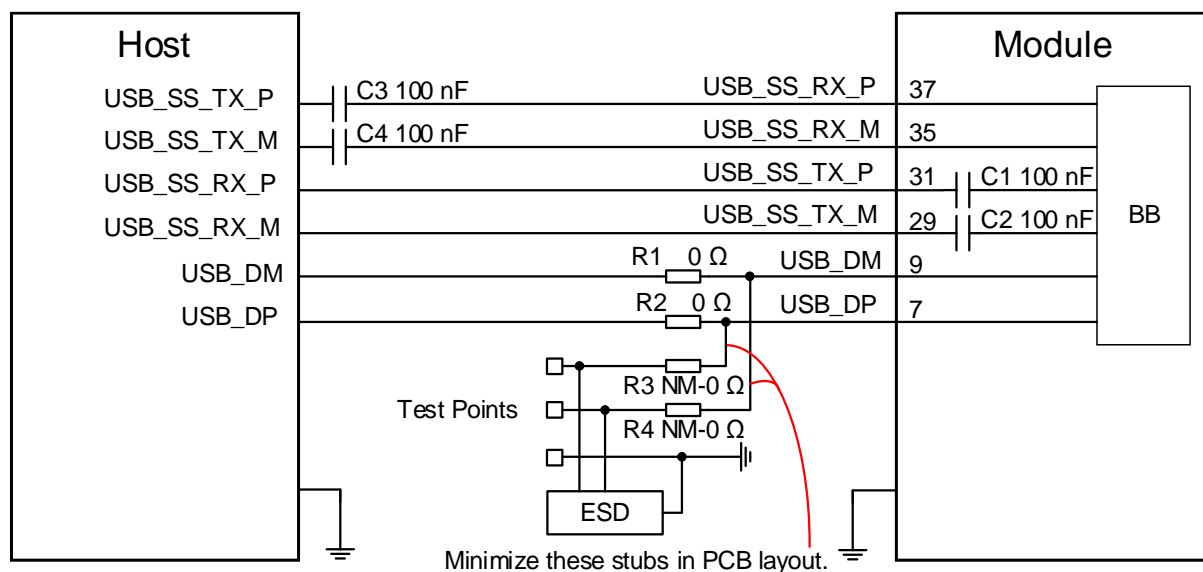 Host
Module
USB_SS_TX_P
C3 100 nF
USB_SS_RX_P
37
USB_SS_TX_M
C4 100 nF
USB_SS_RX_M
35
USB_SS_RX_P
USB_SS_TX_P
31
C1 100 nF
USB_SS_RX_M
USB_SS_TX_M
29
C2 100 nF
BB
USB_DM
R1 0 Ω
USB_DM
9
USB_DP
R2 0 Ω
USB_DP
7
R3 NM-0 Ω
Test Points
R4 NM-0 Ω
ESD
Minimize these stubs in PCB layout.